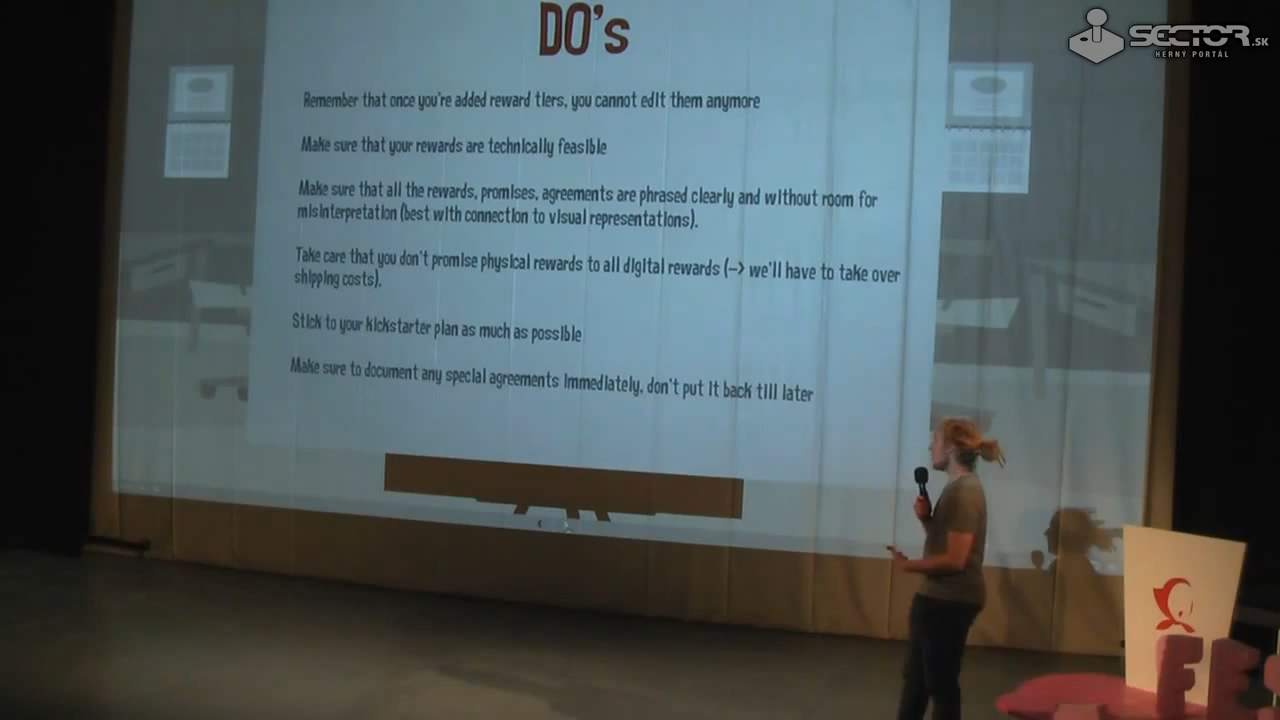 SECTOR.SK
HERNÝ PORTÁL
DO's
Remember that once you're added reward tiers, you cannot edit them anymore
Make sure that your rewards are technically feasible
Make sure that all the rewards, promises, agreements are phrased clearly and without room for
misinterpretation (best with connection to visual representations).
Take care that you don't promise physical rewards to all digital rewards (-> we'll have to take over
shipping costs).
Stick to your kickstarter plan as much as possible
Make sure to document any special agreements immediately, don't put it back till later
FES